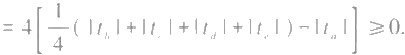 = 4[ 1/4 ( |t_b| + |t_c| + |t_d| + |t_e| ) - |t_a| ] ≥ 0.